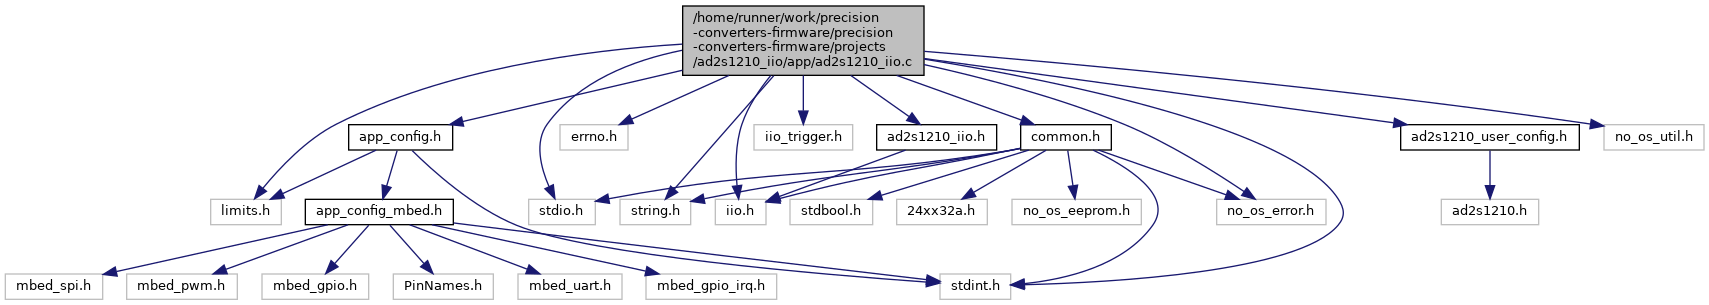 /home/runner/work/precision
-converters-firmware/precision
-converters-firmware/projects
/ad2s1210_iio/app/ad2s1210_iio.c
app_config.h
errno.h
iio_trigger.h
ad2s1210_iio.h
common.h
ad2s1210_user_config.h
no_os_util.h
limits.h
app_config_mbed.h
stdio.h
string.h
iio.h
stdbool.h
24xx32a.h
no_os_eeprom.h
no_os_error.h
ad2s1210.h
mbed_spi.h
mbed_pwm.h
mbed_gpio.h
PinNames.h
mbed_uart.h
mbed_gpio_irq.h
stdint.h